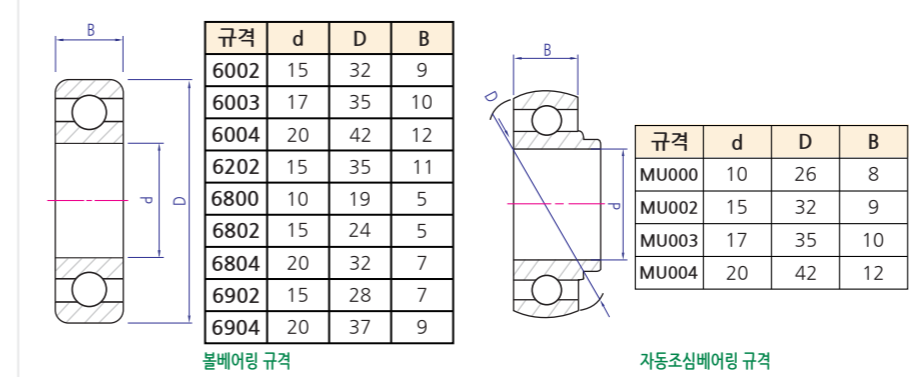 B
d
D
규격 d D B
6002 15 32 9
6003 17 35 10
6004 20 42 12
6202 15 35 11
6800 10 19 5
6802 15 24 5
6804 20 32 7
6902 15 28 7
6904 20 37 9
볼베어링 규격
B
D
d
규격 d D B
MU000 10 26 8
MU002 15 32 9
MU003 17 35 10
MU004 20 42 12
자동조심베어링 규격